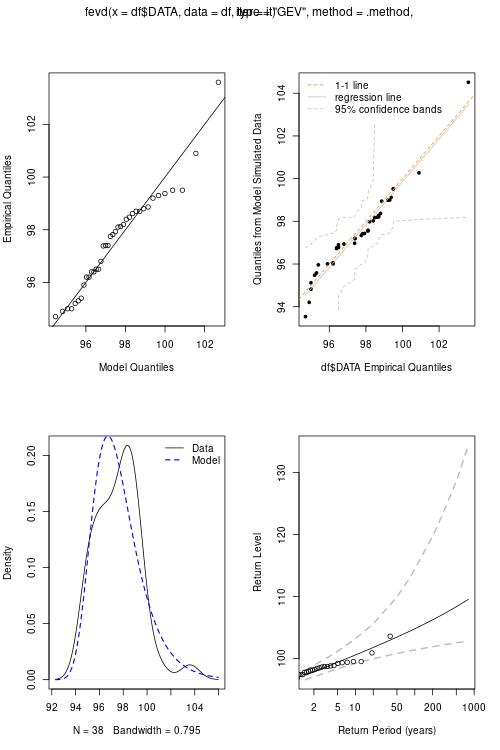 fevd(x = df$DATA, data = df, type = "GEV", method = .method,
Empirical Quantiles
96 98 100 102
96 98 100 102
Model Quantiles
Quantiles from Model Simulated Data
94 96 98 100 102 104
1-1 line
regression line
95% confidence bands
96 98 100 102
df$DATA Empirical Quantiles
Density
0.00 0.05 0.10 0.15 0.20
Data
Model
92 94 96 98 100 104
N = 38 Bandwidth = 0.795
Return Level
100 110 120 130
2 5 10 50 200 1000
Return Period (years)